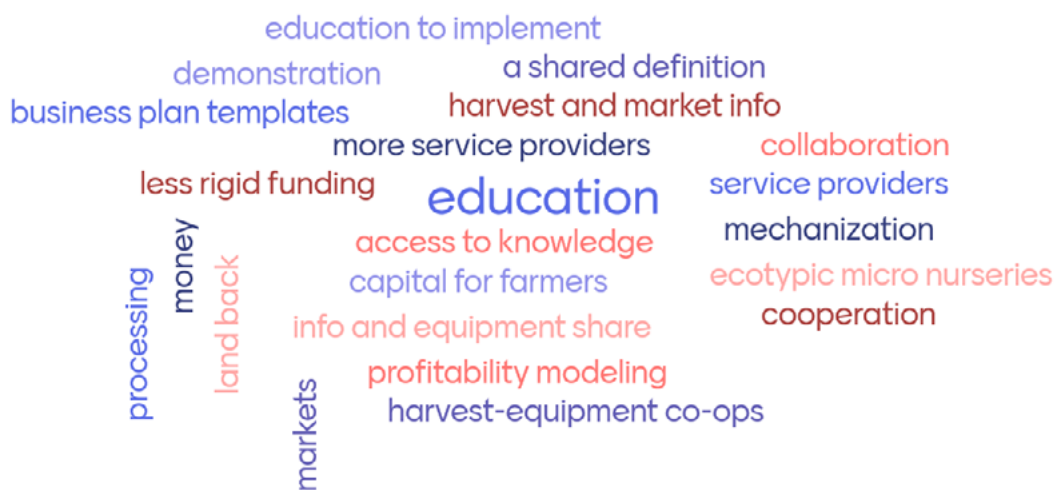 education to implement
demonstration
a shared definition
business plan templates
harvest and market info
more service providers
collaboration
less rigid funding
education
service providers
money
mechanization
access to knowledge
processing
land back
capital for farmers
ecotypic micro nurseries
info and equipment share
cooperation
profitability modeling
markets
harvest-equipment co-ops